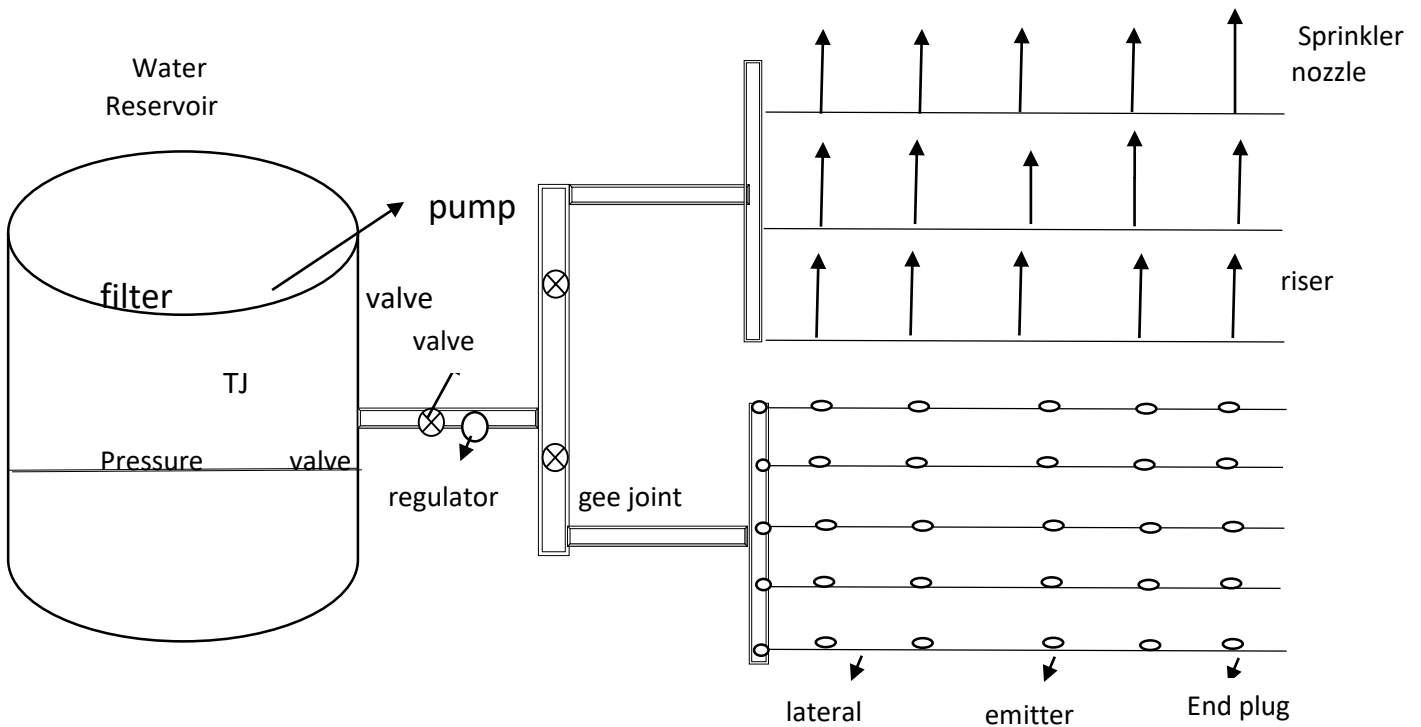 Water
Reservoir
Sprinkler
nozzle
pump
filter
valve
valve
riser
TJ
Pressure valve
regulator
gee joint
lateral
emitter
End plug